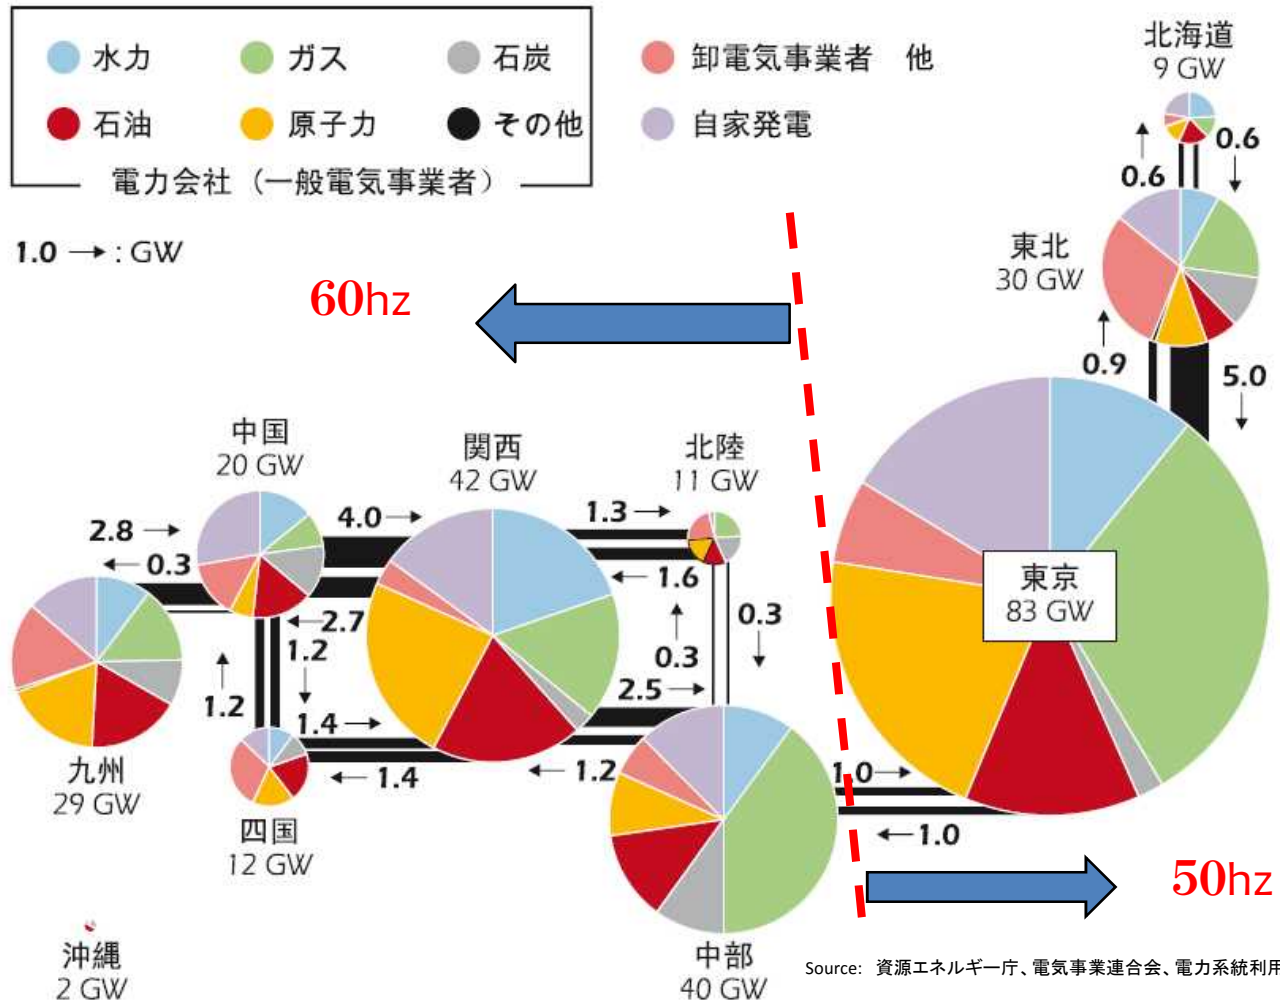 水力 ガス 石炭 卸電気事業者 他
石油 原子力 その他 自家発電
電力会社（一般電気事業者）
1.0 → : GW
60hz
50hz
北海道
9 GW
0.6
0.6
東北
30 GW
0.9
5.0
東京
83 GW
中国
20 GW
関西
42 GW
北陸
11 GW
2.8 →
← 0.3
4.0 →
← 2.7
1.3 →
← 1.6
0.3
0.3
1.2
1.2
1.4 →
← 1.4
2.5 →
← 1.2
1.0 →
← 1.0
九州
29 GW
四国
12 GW
中部
40 GW
沖縄
2 GW
Source: 資源エネルギー庁、電気事業連合会、電力系統利用